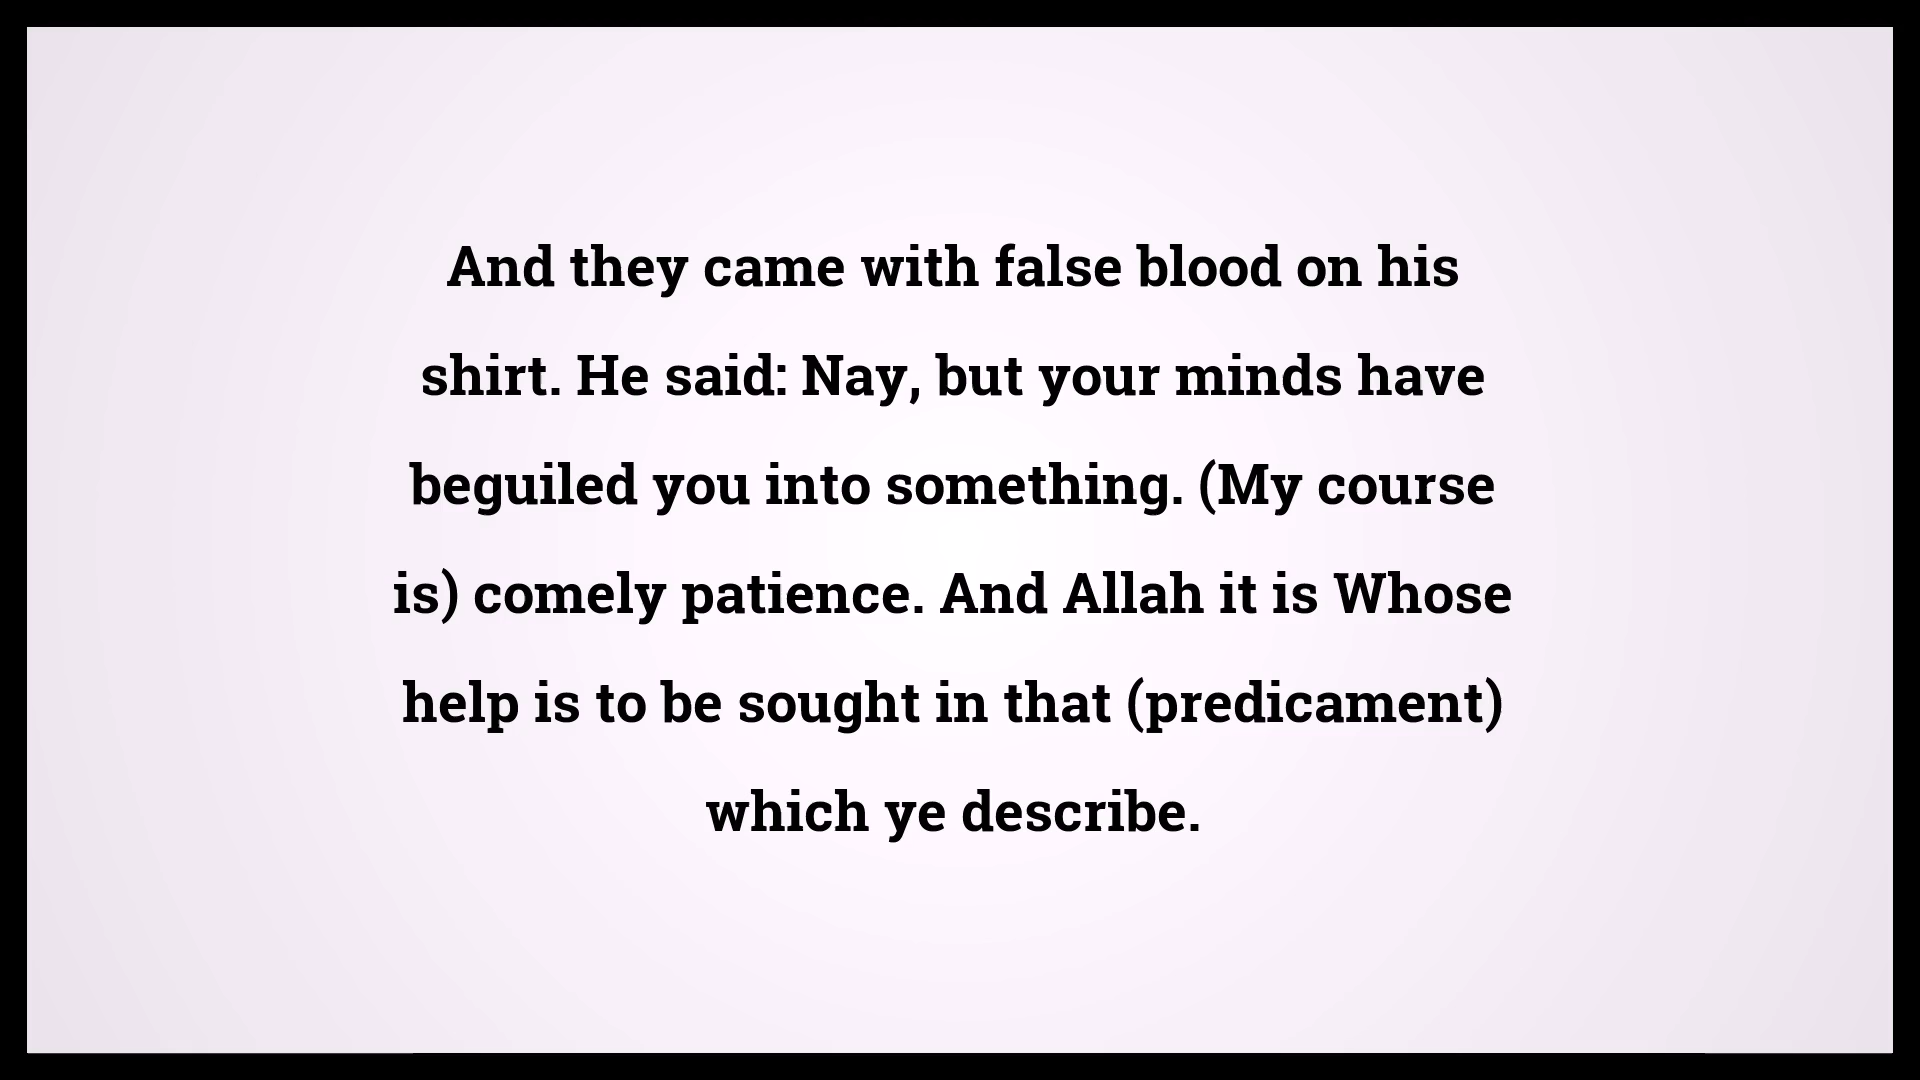 And they came with false blood on his
shirt. He said: Nay, but your minds have
beguiled you into something. (My course
is) comely patience. And Allah it is Whose
help is to be sought in that (predicament)
which ye describe.